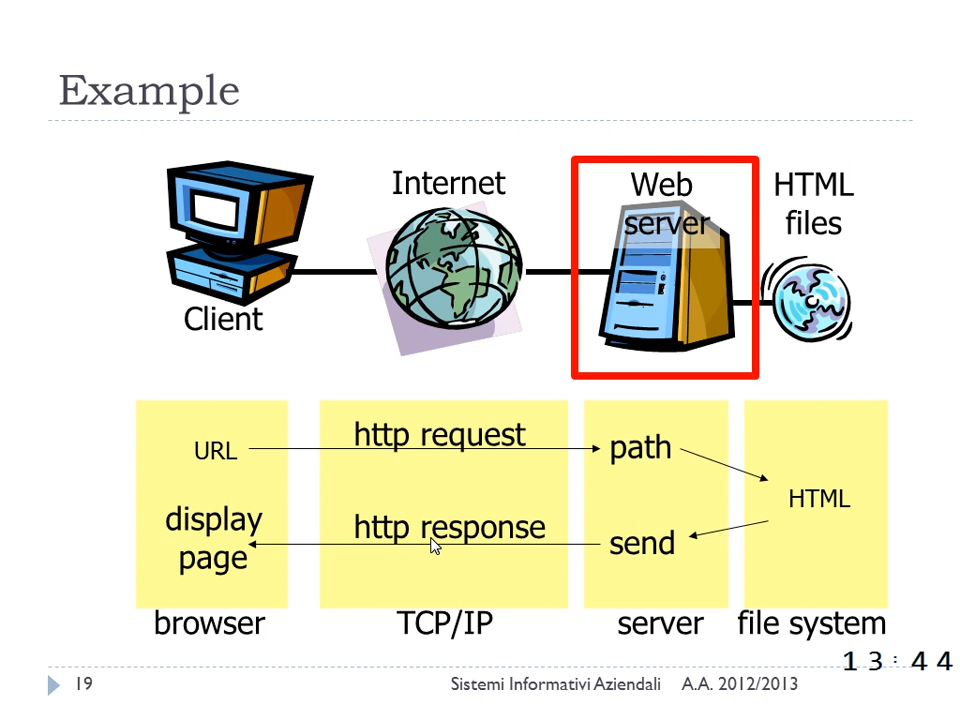 Example
Internet
Web
server
HTML
files
Client
http request
URL
path
HTML
display
page
http response
send
browser
TCP/IP
server
file system
13:44
19
Sistemi Informativi Aziendali
A.A. 2012/2013